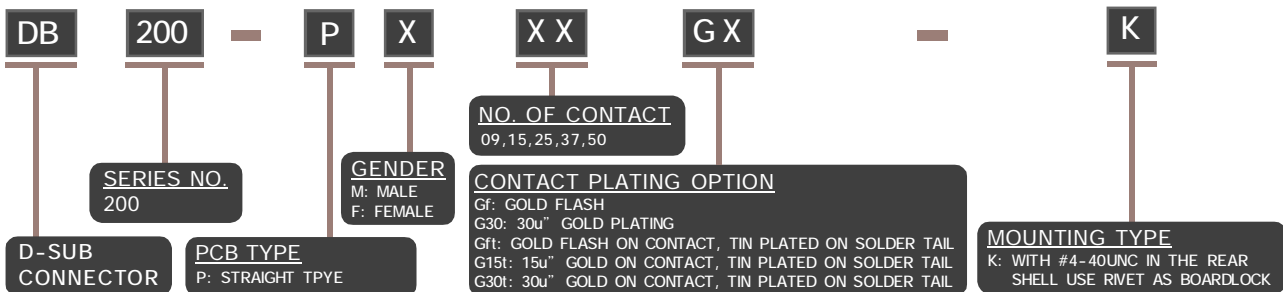 DB 200 - P X XX GX - K
NO. OF CONTACT
09,15,25,37,50
GENDER
M: MALE
F: FEMALE
SERIES NO.
200
CONTACT PLATING OPTION
Gf: GOLD FLASH
G30: 30u" GOLD PLATING
Gft: GOLD FLASH ON CONTACT, TIN PLATED ON SOLDER TAIL
G15t: 15u" GOLD ON CONTACT, TIN PLATED ON SOLDER TAIL
G30t: 30u" GOLD ON CONTACT, TIN PLATED ON SOLDER TAIL
D-SUB
CONNECTOR
PCB TYPE
P: STRAIGHT TPYE
MOUNTING TYPE
K: WITH #4-40UNC IN THE REAR
SHELL USE RIVET AS BOARDLOCK